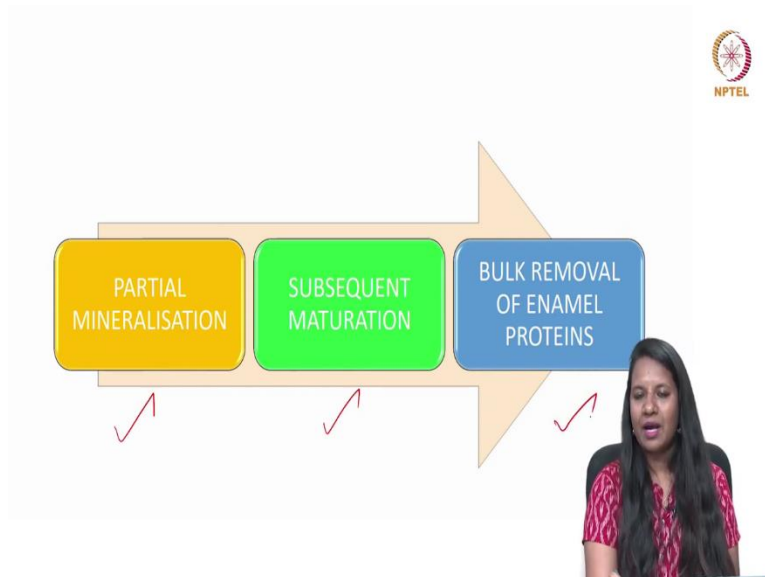 NPTEL
PARTIAL
MINERALISATION
SUBSEQUENT
MATURATION
BULK REMOVAL
OF ENAMEL
PROTEINS